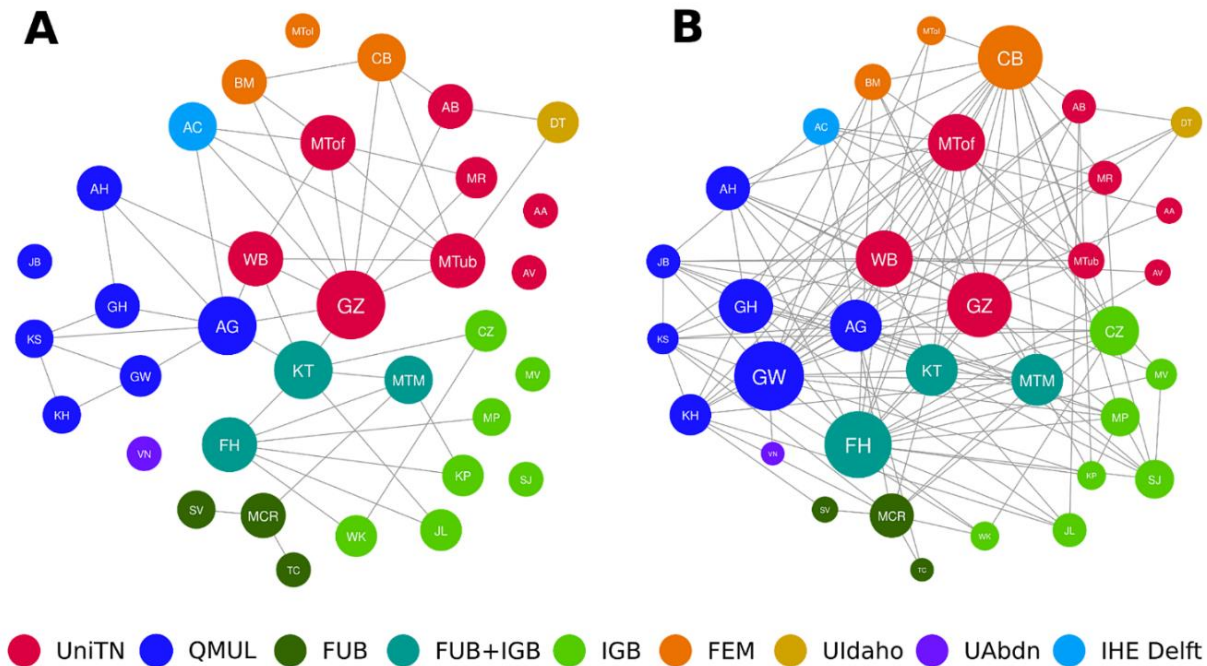 A
B
MTol
CB
BM
AB
AC
DT
MTof
MR
AH
AA
WB
MTub
JB
AV
GH
GZ
AG
KS
CZ
GW
KT
MV
MTM
KH
MP
FH
VN
KP
SJ
SV
MCR
WK
JL
TC
MTol
CB
BM
AB
AC
DT
MTof
MR
AH
AA
WB
JB
MTub
AV
GH
GZ
AG
KS
CZ
GW
KT
MTM
MV
KH
MP
FH
VN
KP
SJ
SV
MCR
WK
JL
TC
UniTN QMUL FUB FUB+IGB IGB FEM UIdaho UAbdn IHE Delft